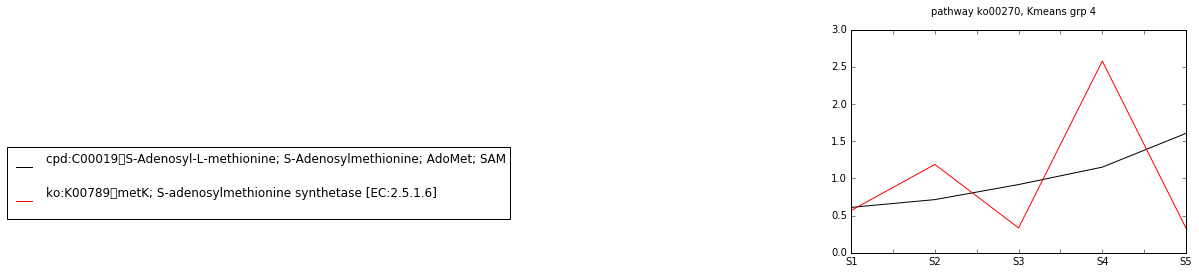 pathway ko00270, Kmeans grp 4
3.0
2.5
2.0
1.5
1.0
0.5
0.0
S1 S2 S3 S4 S5
cpd:C00019▯S-Adenosyl-L-methionine; S-Adenosylmethionine; AdoMet; SAM
ko:K00789▯metK; S-adenosylmethionine synthetase [EC:2.5.1.6]